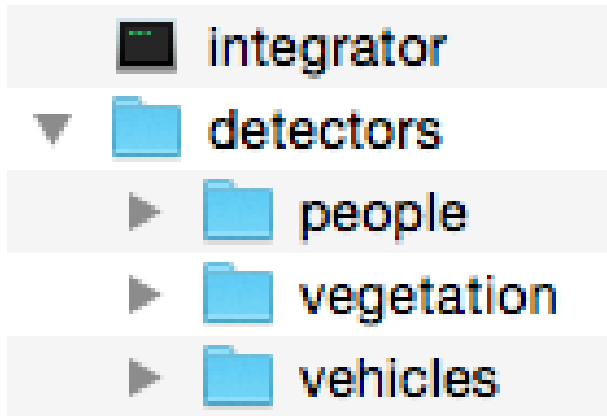 integrator
detectors
people
vegetation
vehicles